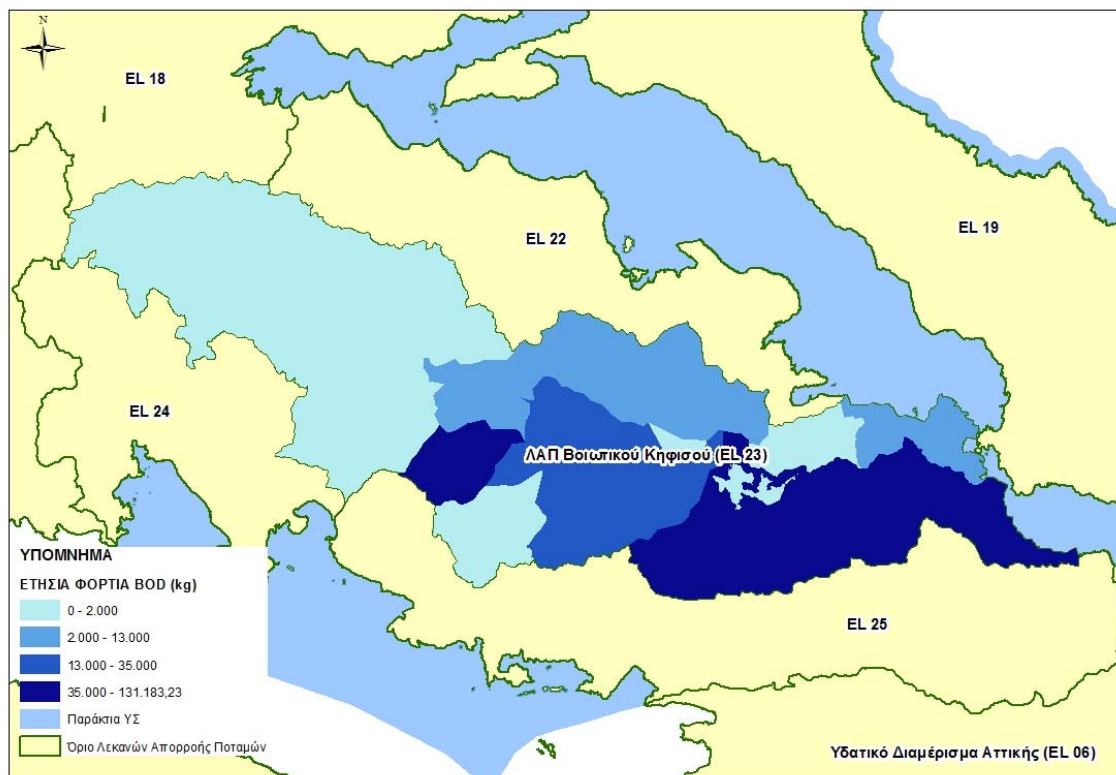 N
EL 18
EL 22
EL 19
EL 24
ΛΑΠ Βοιωτικού Κηφισού (EL 23)
EL 25
Υδατικό Διαμέρισμα Αττικής (EL 06)
ΥΠΟΜΝΗΜΑ
ΕΤΗΣΙΑ ΦΟΡΤΙΑ BOD (kg)
0 - 2.000
2.000 - 13.000
13.000 - 35.000
35.000 - 131.183,23
Παράκτια ΥΣ
Όριο Λεκανών Απορροής Ποταμών